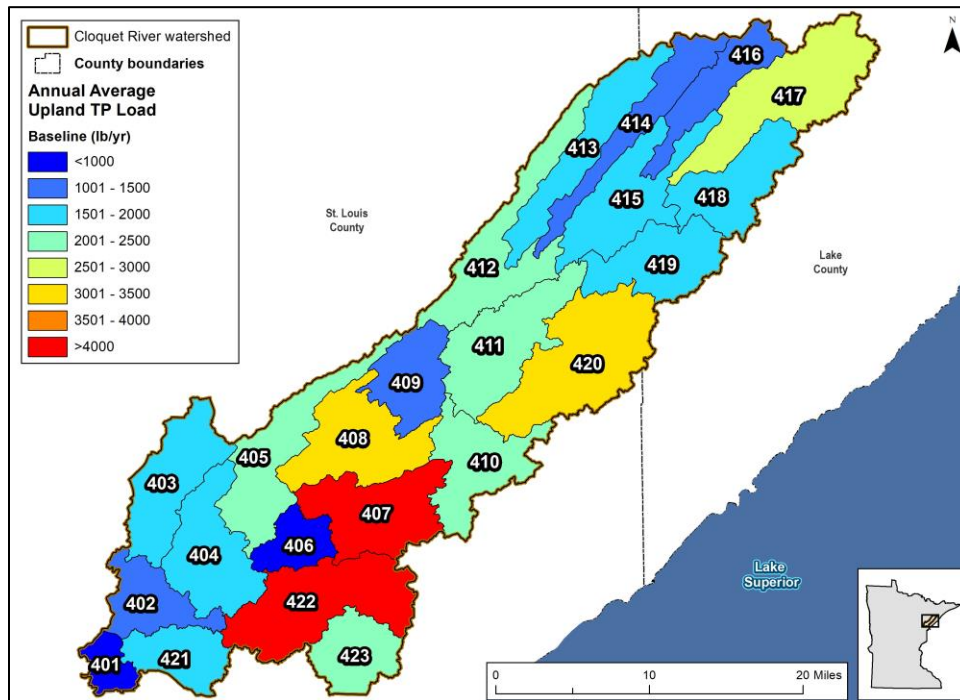 Cloquet River watershed
County boundaries
Annual Average
Upland TP Load
Baseline (lb/yr)
<1000
1001 - 1500
1501 - 2000
2001 - 2500
2501 - 3000
3001 - 3500
3501 - 4000
>4000
N
416
417
414
413
415
418
St. Louis
County
412
419
Lake
County
411
420
409
408
405
410
403
407
406
404
Lake
Superior
402
422
423
401
421
0
10
20 Miles